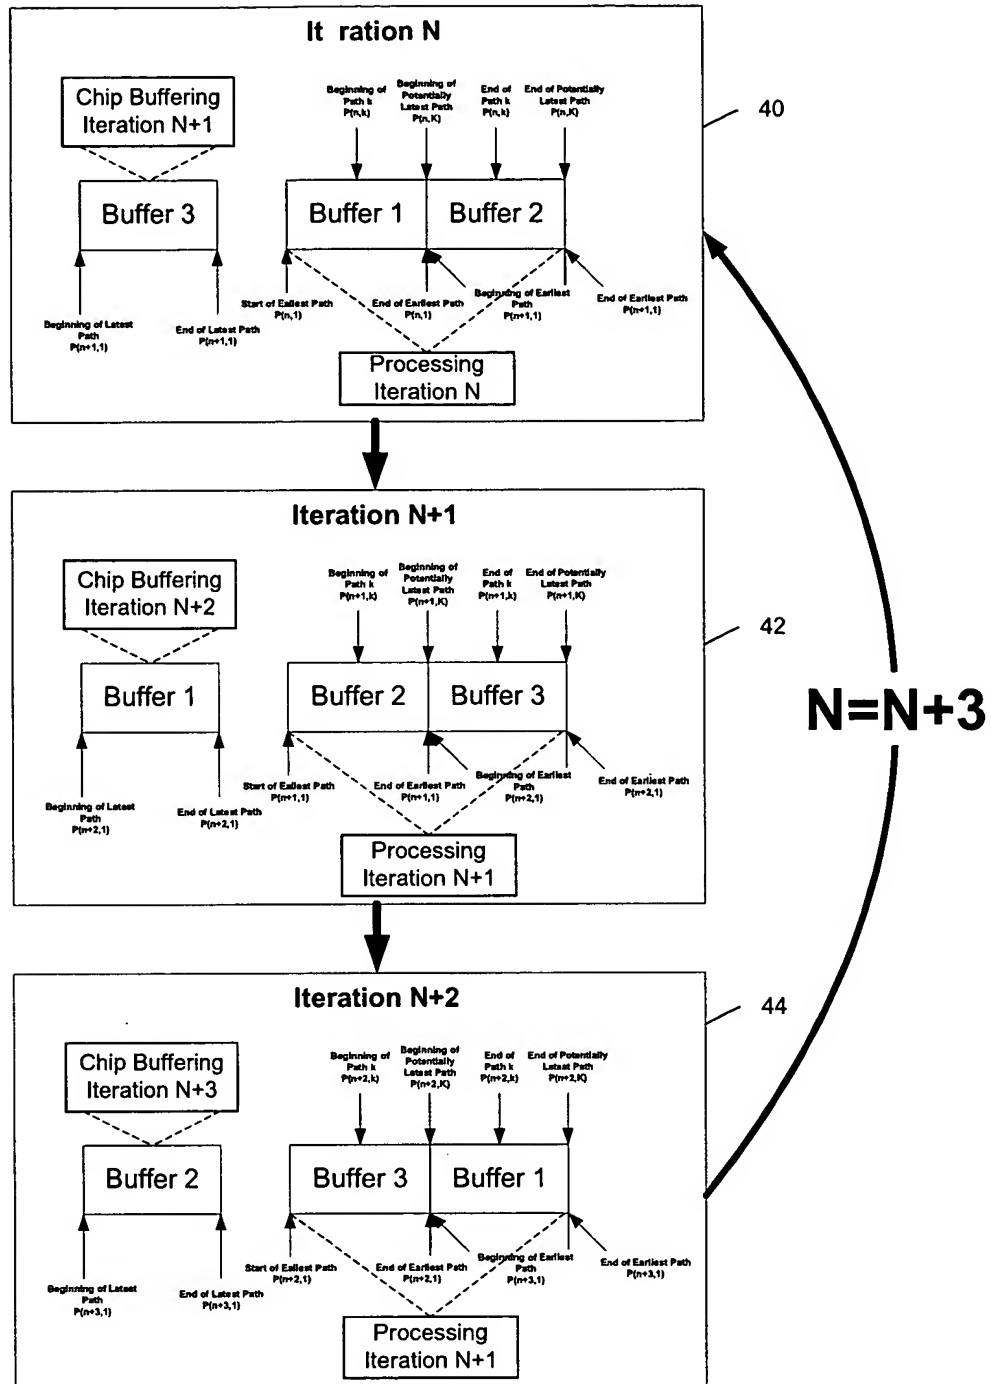 It ration N
Chip Buffering
Iteration N+1
Beginning of
Path k
P(n,k)
Beginning of
Potentially
Latest Path
P(n,K)
End of
Path k
P(n,k)
End of Potentially
Latest Path
P(n,K)
40
Buffer 3
Buffer 1
Buffer 2
Beginning of Latest
Path
P(n+1,1)
End of Latest Path
P(n+1,1)
Start of Eailest Path
P(n,1)
End of Earliest Path
P(n,1)
Beginning of Earliest
Path
P(n+1,1)
End of Earliest Path
P(n+1,1)
Processing
Iteration N
Iteration N+1
Chip Buffering
Iteration N+2
Beginning of
Path k
P(n+1,k)
Beginning of
Potentially
Latest Path
P(n+1,K)
End of
Path k
P(n+1,k)
End of Potentially
Latest Path
P(n+1,K)
42
Buffer 1
Buffer 2
Buffer 3
N=N+3
Beginning of Latest
Path
P(n+2,1)
End of Latest Path
P(n+2,1)
Start of Eailest Path
P(n+1,1)
End of Earliest Path
P(n+1,1)
Beginning of Earliest
Path
P(n+2,1)
End of Earliest Path
P(n+2,1)
Processing
Iteration N+1
Iteration N+2
Chip Buffering
Iteration N+3
Beginning of
Path k
P(n+2,k)
Beginning of
Potentially
Latest Path
P(n+2,K)
End of
Path k
P(n+2,k)
End of Potentially
Latest Path
P(n+2,K)
44
Buffer 2
Buffer 3
Buffer 1
Beginning of Latest
Path
P(n+3,1)
End of Latest Path
P(n+3,1)
Start of Eailest Path
P(n+2,1)
End of Earliest Path
P(n+2,1)
Beginning of Earliest
Path
P(n+3,1)
End of Earliest Path
P(n+3,1)
Processing
Iteration N+1